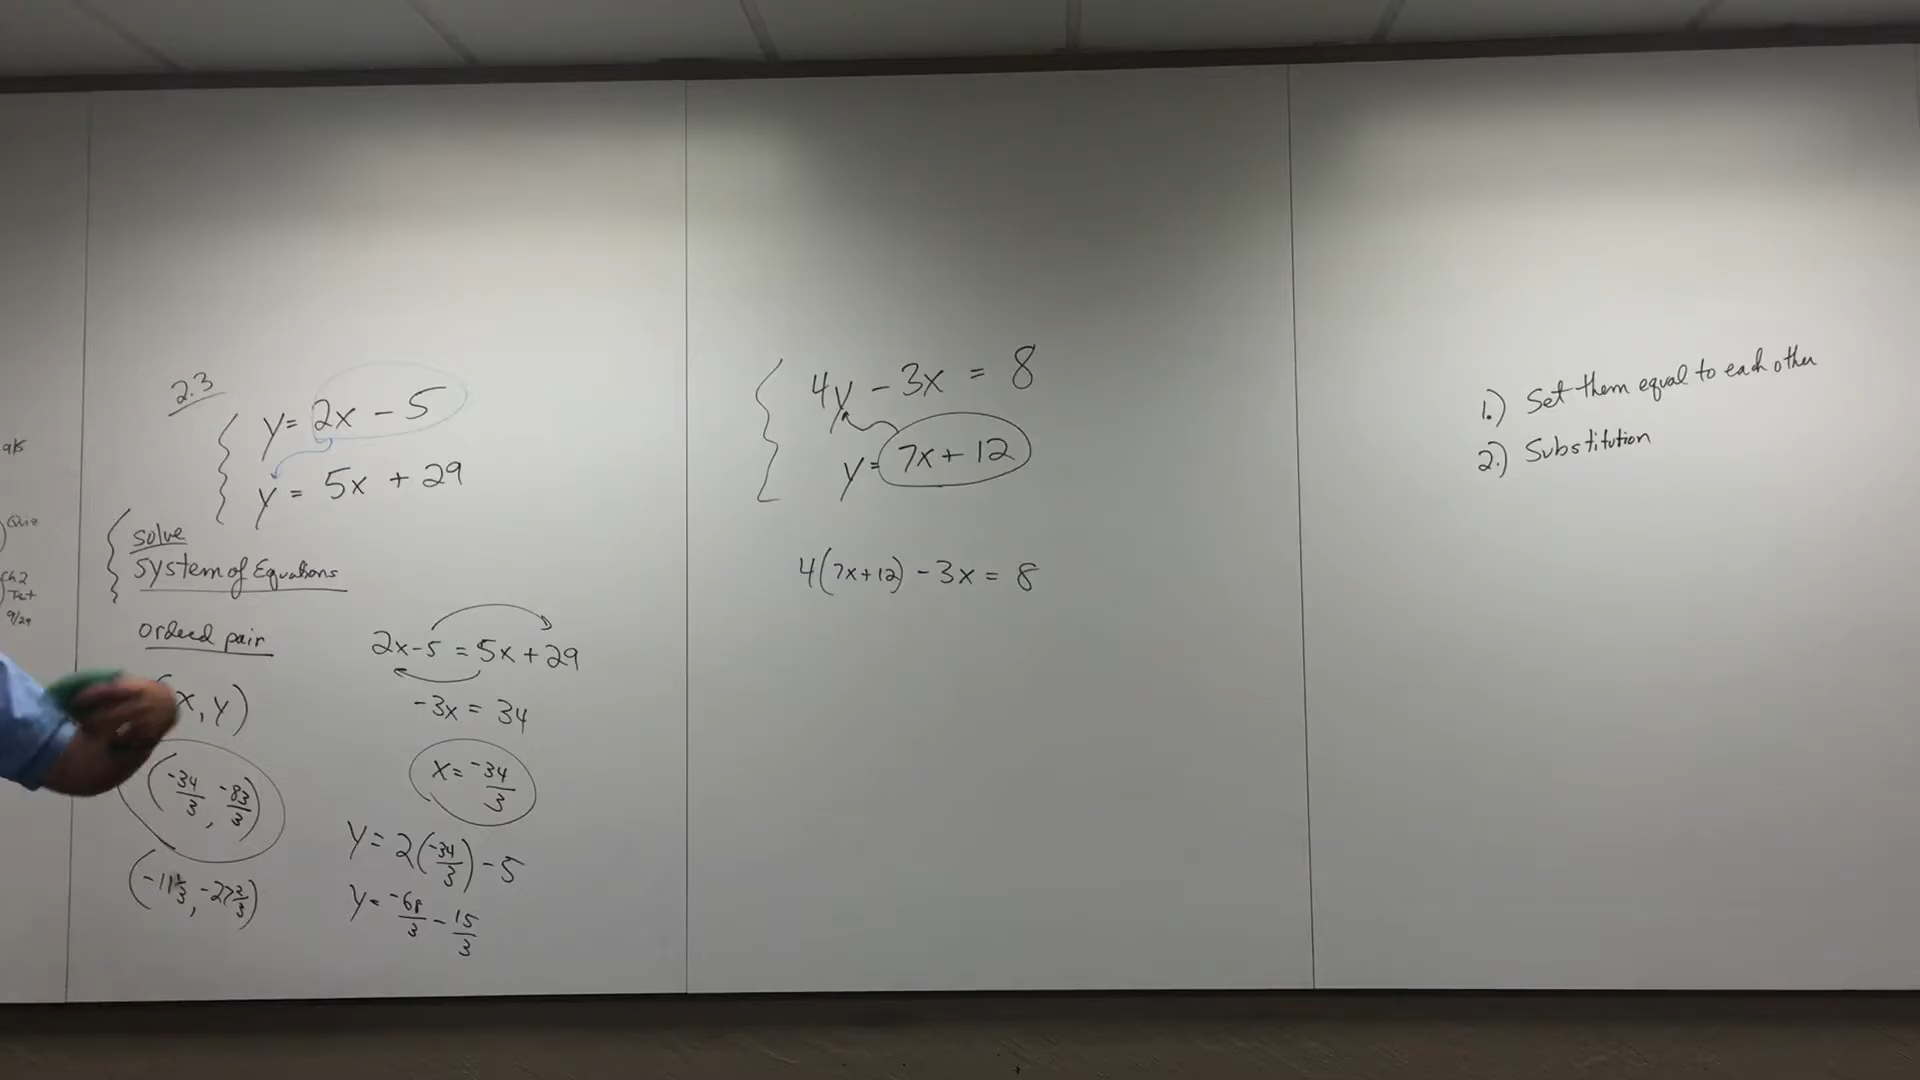 9/5
Quiz
Ch 2
Test
9/29
2.3
y = 2x - 5
y = 5x + 29
solve
System of Equations
ordered pair
(x, y)
(-34/3, -83/3)
(-11 1/3, -27 2/3)
2x-5 = 5x+29
-3x = 34
x = -34/3
y = 2(-34/3) - 5
y = -68/3 - 15/3
4y - 3x = 8
y = 7x + 12
4(7x+12) - 3x = 8
1.) Set them equal to each other
2.) Substitution